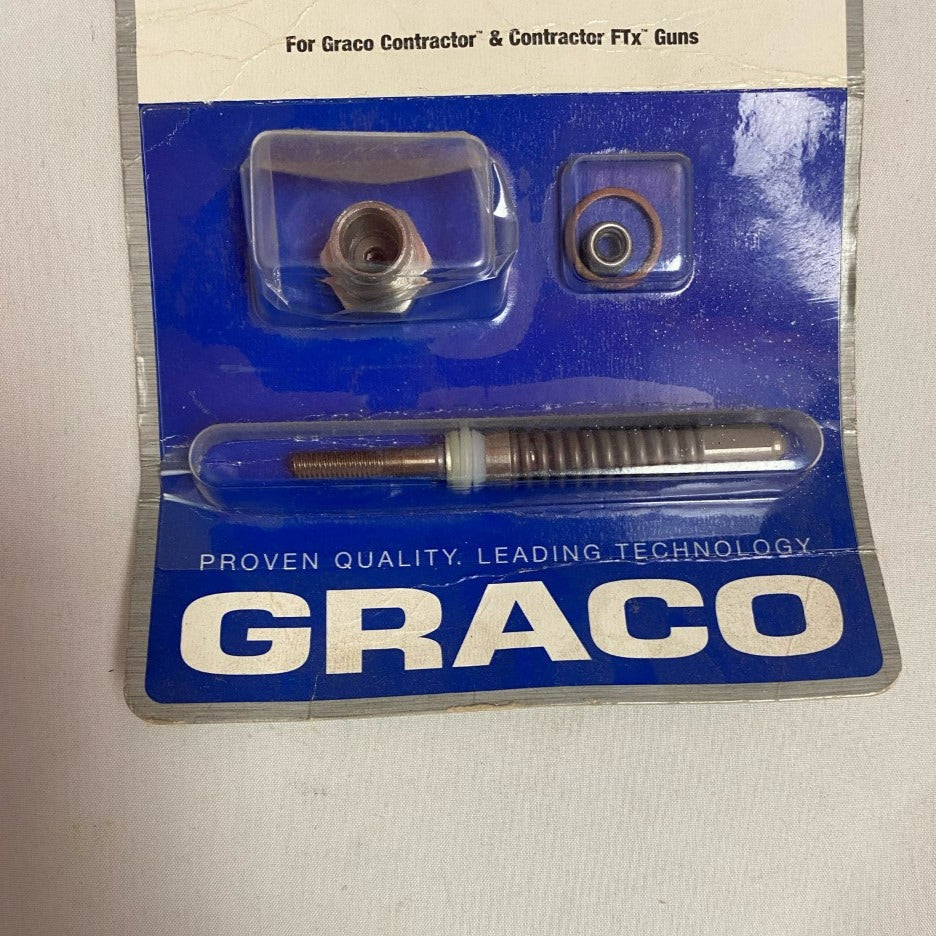 For Graco Contractor™ & Contractor FTx™ Guns
PROVEN QUALITY. LEADING TECHNOLOGY
GRACO